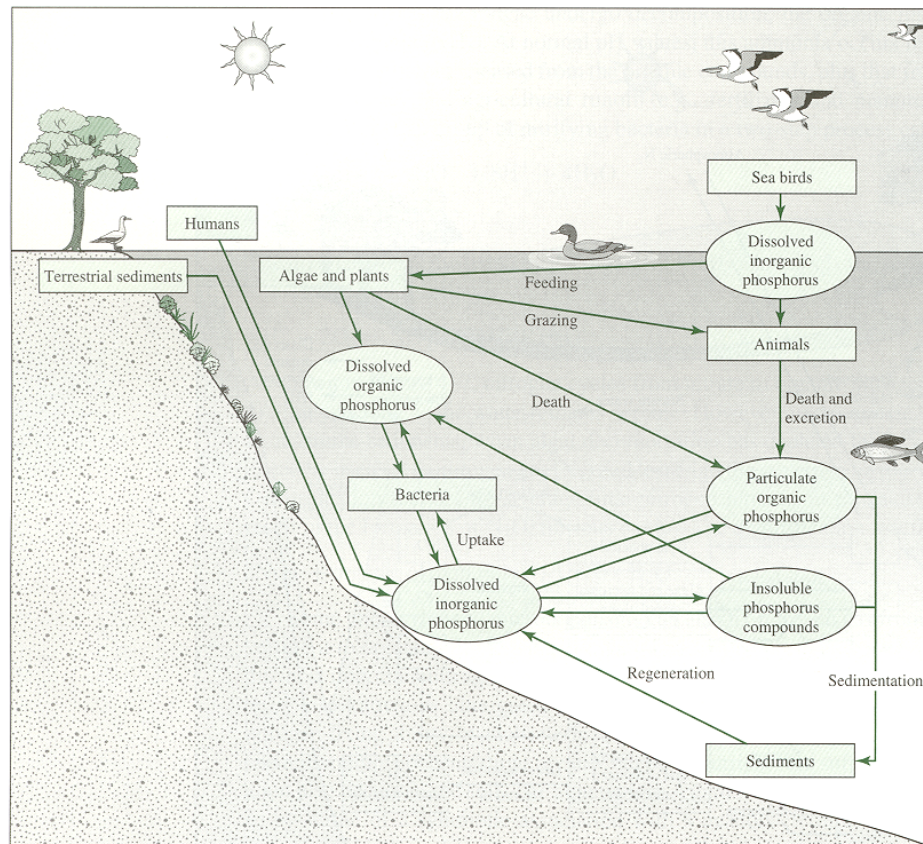 Sea birds
Humans
Dissolved
inorganic
phosphorus
Terrestrial sediments
Algae and plants
Feeding
Grazing
Animals
Dissolved
organic
phosphorus
Death
Death and
excretion
Particulate
organic
phosphorus
Bacteria
Uptake
Dissolved
inorganic
phosphorus
Insoluble
phosphorus
compounds
Regeneration
Sedimentation
Sediments